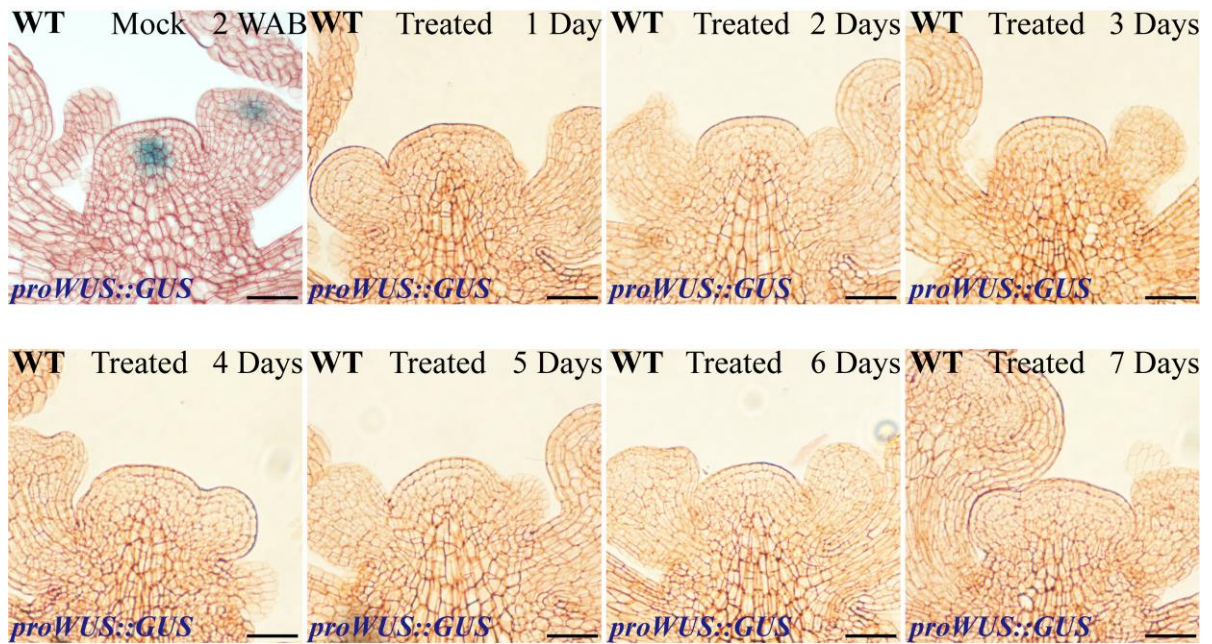 WT Mock 2 WAB
proWUS::GUS
WT Treated 1 Day
proWUS::GUS
WT Treated 2 Days
proWUS::GUS
WT Treated 3 Days
proWUS::GUS
WT Treated 4 Days
proWUS::GUS
WT Treated 5 Days
proWUS::GUS
WT Treated 6 Days
proWUS::GUS
WT Treated 7 Days
proWUS::GUS